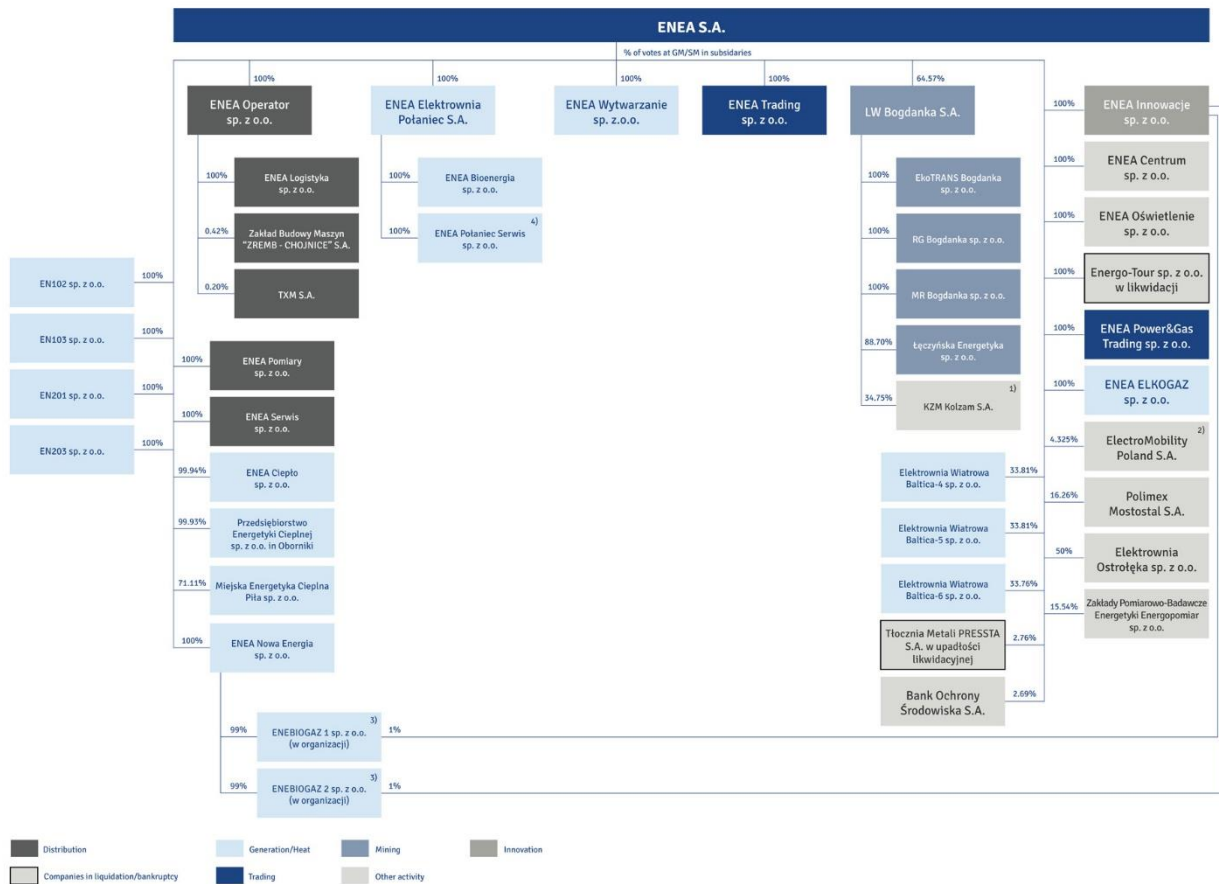 ENEA S.A.
% of votes at GM/SM in subsidaries
100%
ENEA Operator
sp. z o.o.
100%
ENEA Elektrownia
Połaniec S.A.
100%
ENEA Wytwarzanie
sp. z.o.o.
100%
ENEA Trading
sp. z o.o.
64.57%
LW Bogdanka S.A.
100%
ENEA Logistyka
sp. z o.o.
0.42%
Zakład Budowy Maszyn
"ZREMB - CHOJNICE" S.A.
0.20%
TXM S.A.
100%
ENEA Bioenergia
sp. z o.o.
100%
ENEA Połaniec Serwis
sp. z o.o.
4)
100%
EkoTRANS Bogdanka
sp. z o.o.
100%
RG Bogdanka sp. z o.o.
100%
MR Bogdanka sp. z o.o.
88.70%
Łęczyńska Energetyka
sp. z o.o.
34.75%
KZM Kolzam S.A.
1)
EN102 sp. z o.o.
100%
EN103 sp. z o.o.
100%
EN201 sp. z o.o.
100%
EN203 sp. z o.o.
100%
100%
ENEA Pomiary
sp. z o.o.
100%
ENEA Serwis
sp. z o.o.
99.94%
ENEA Ciepło
sp. z o.o.
99.93%
Przedsiębiorstwo
Energetyki Cieplnej
sp. z o.o. in Oborniki
71.11%
Miejska Energetyka Cieplna
Piła sp. z o.o.
100%
ENEA Nowa Energia
sp. z o.o.
99%
ENEBIOGAZ 1 sp. z o.o.
(w organizacji)
3)
1%
99%
ENEBIOGAZ 2 sp. z o.o.
(w organizacji)
3)
1%
Elektrownia Wiatrowa
Baltica-4 sp. z o.o.
33.81%
Elektrownia Wiatrowa
Baltica-5 sp. z o.o.
33.81%
Elektrownia Wiatrowa
Baltica-6 sp. z o.o.
33.76%
Tłocznia Metali PRESSTA
S.A. w upadłości
likwidacyjnej
2.76%
Bank Ochrony
Środowiska S.A.
2.69%
100%
ENEA Innowacje
sp. z o.o.
100%
ENEA Centrum
sp. z o.o.
100%
ENEA Oświetlenie
sp. z o.o.
100%
Energo-Tour sp. z o.o.
w likwidacji
100%
ENEA Power&Gas
Trading sp. z o.o.
100%
ENEA ELKOGAZ
sp. z o.o.
4.325%
ElectroMobility
Poland S.A.
2)
16.26%
Polimex
Mostostal S.A.
50%
Elektrownia
Ostrołęka sp. z o.o.
15.54%
Zakłady Pomiarowo-Badawcze
Energetyki Energopomiar
sp. z o.o.
Distribution
Generation/Heat
Mining
Innovation
Companies in liquidation/bankruptcy
Trading
Other activity